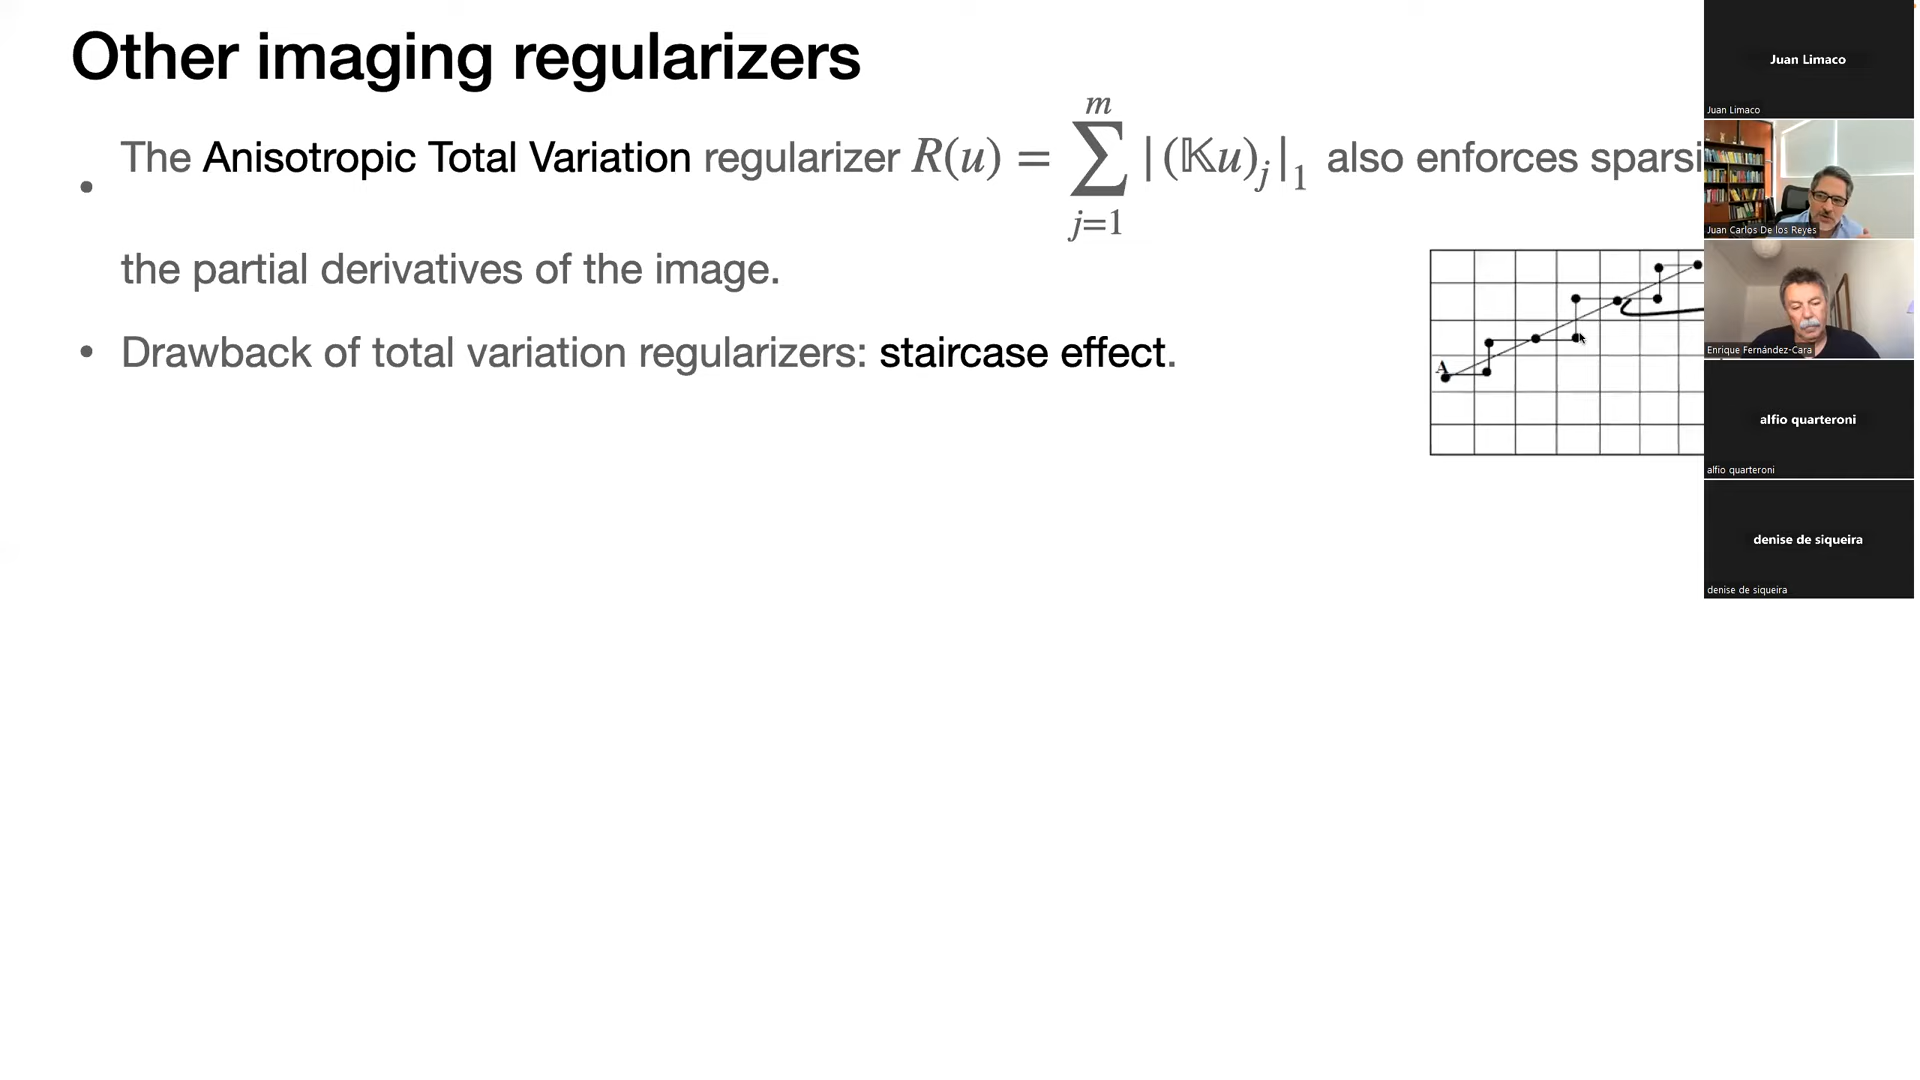 Other imaging regularizers
The Anisotropic Total Variation regularizer R(u) = ∑_{j=1}^{m} |(𝕂u)_j|_1 also enforces sparsi
the partial derivatives of the image.
• Drawback of total variation regularizers: staircase effect.
A
Juan Limaco
Juan Limaco
Juan Carlos De los Reyes
Enrique Fernández-Cara
alfio quarteroni
alfio quarteroni
denise de siqueira
denise de siqueira